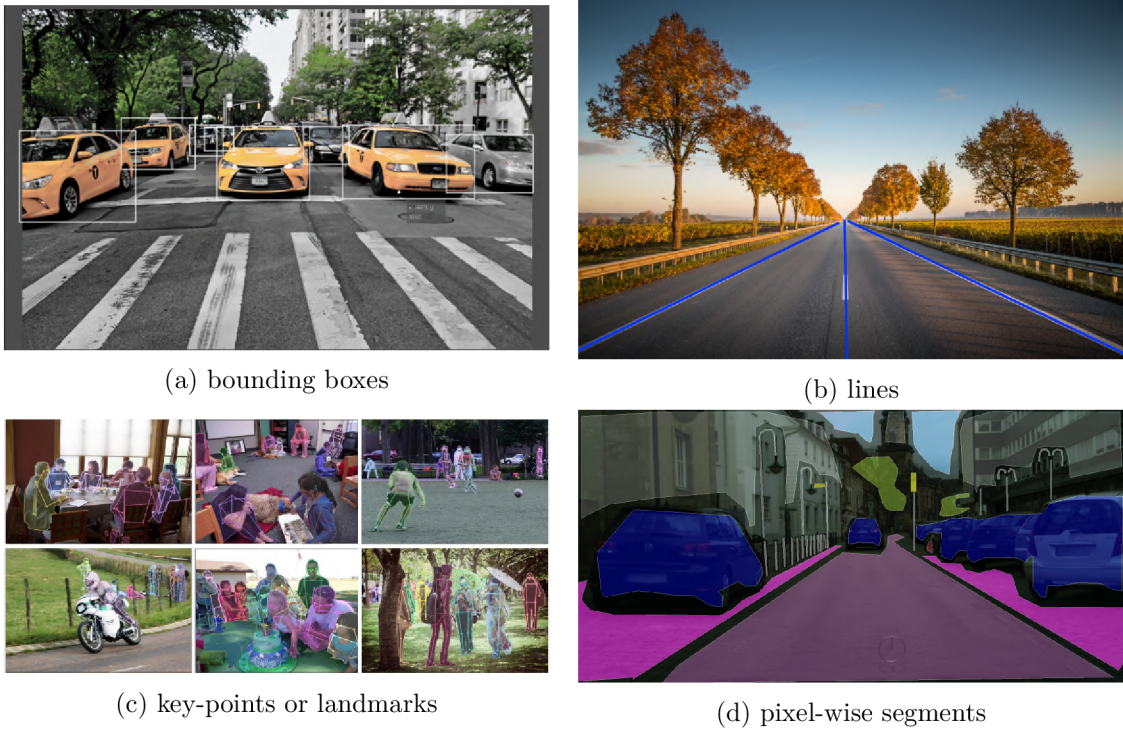 (a) bounding boxes
(b) lines
(c) key-points or landmarks
(d) pixel-wise segments